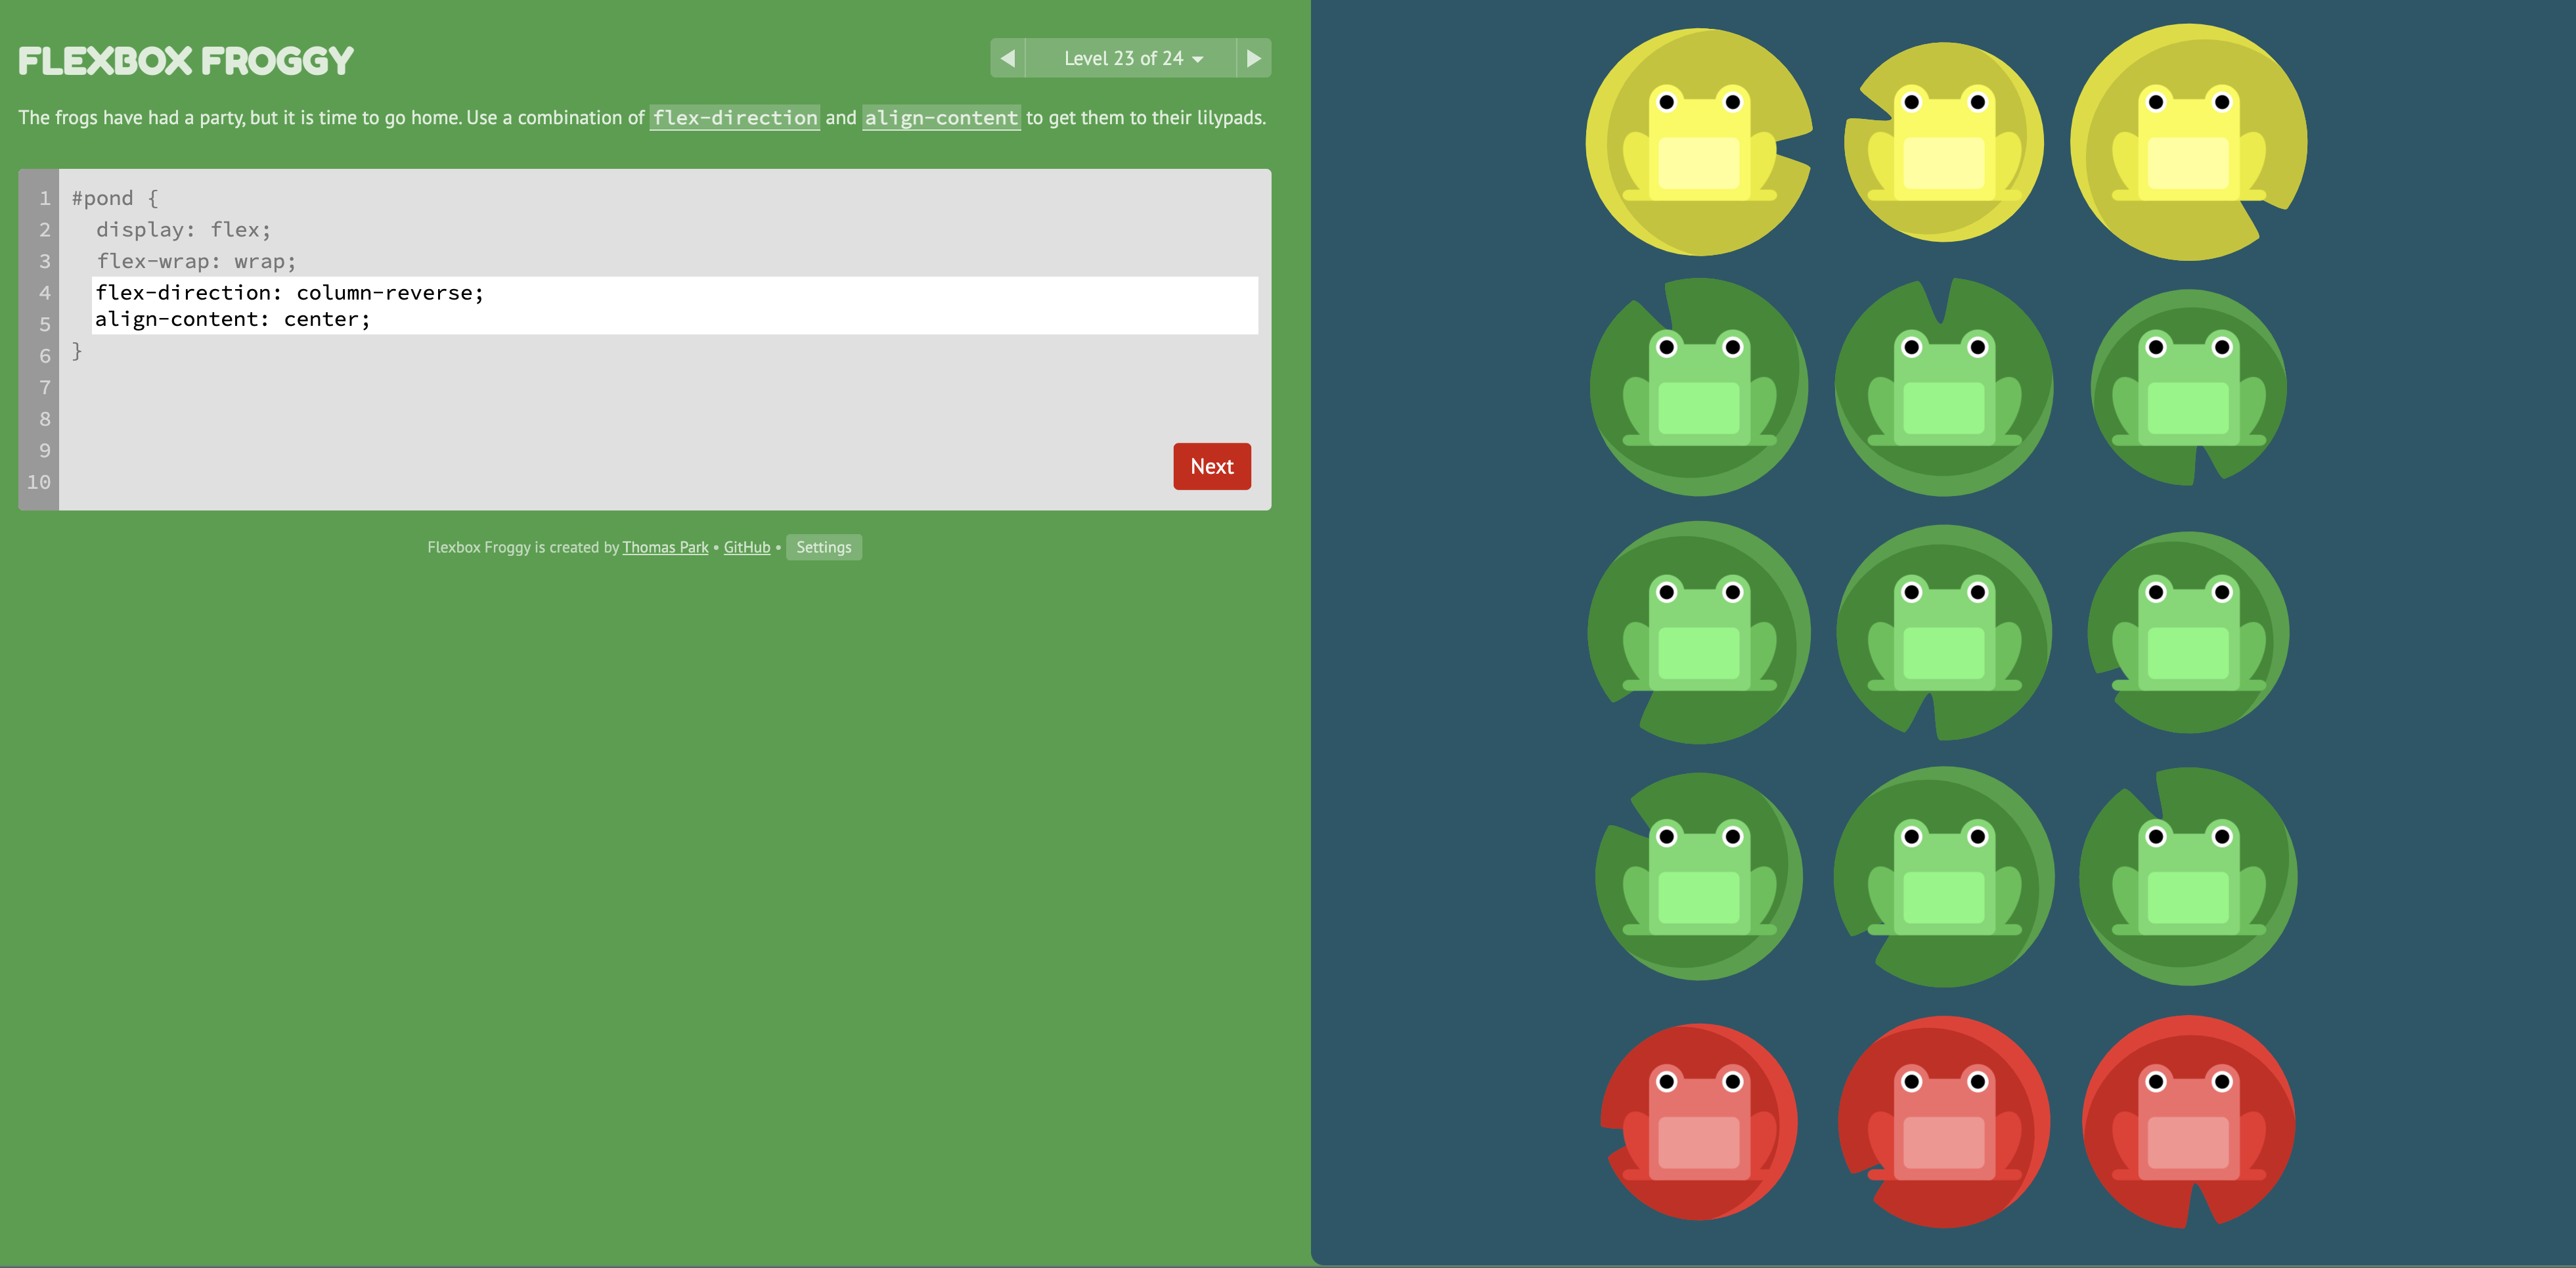 FLEXBOX FROGGY
Level 23 of 24
The frogs have had a party, but it is time to go home. Use a combination of flex-direction and align-content to get them to their lilypads.
1 #pond {
2 display: flex;
3 flex-wrap: wrap;
4 flex-direction: column-reverse;
5 align-content: center;
6 }
7
8
9
10
Next
Flexbox Froggy is created by Thomas Park • GitHub • Settings